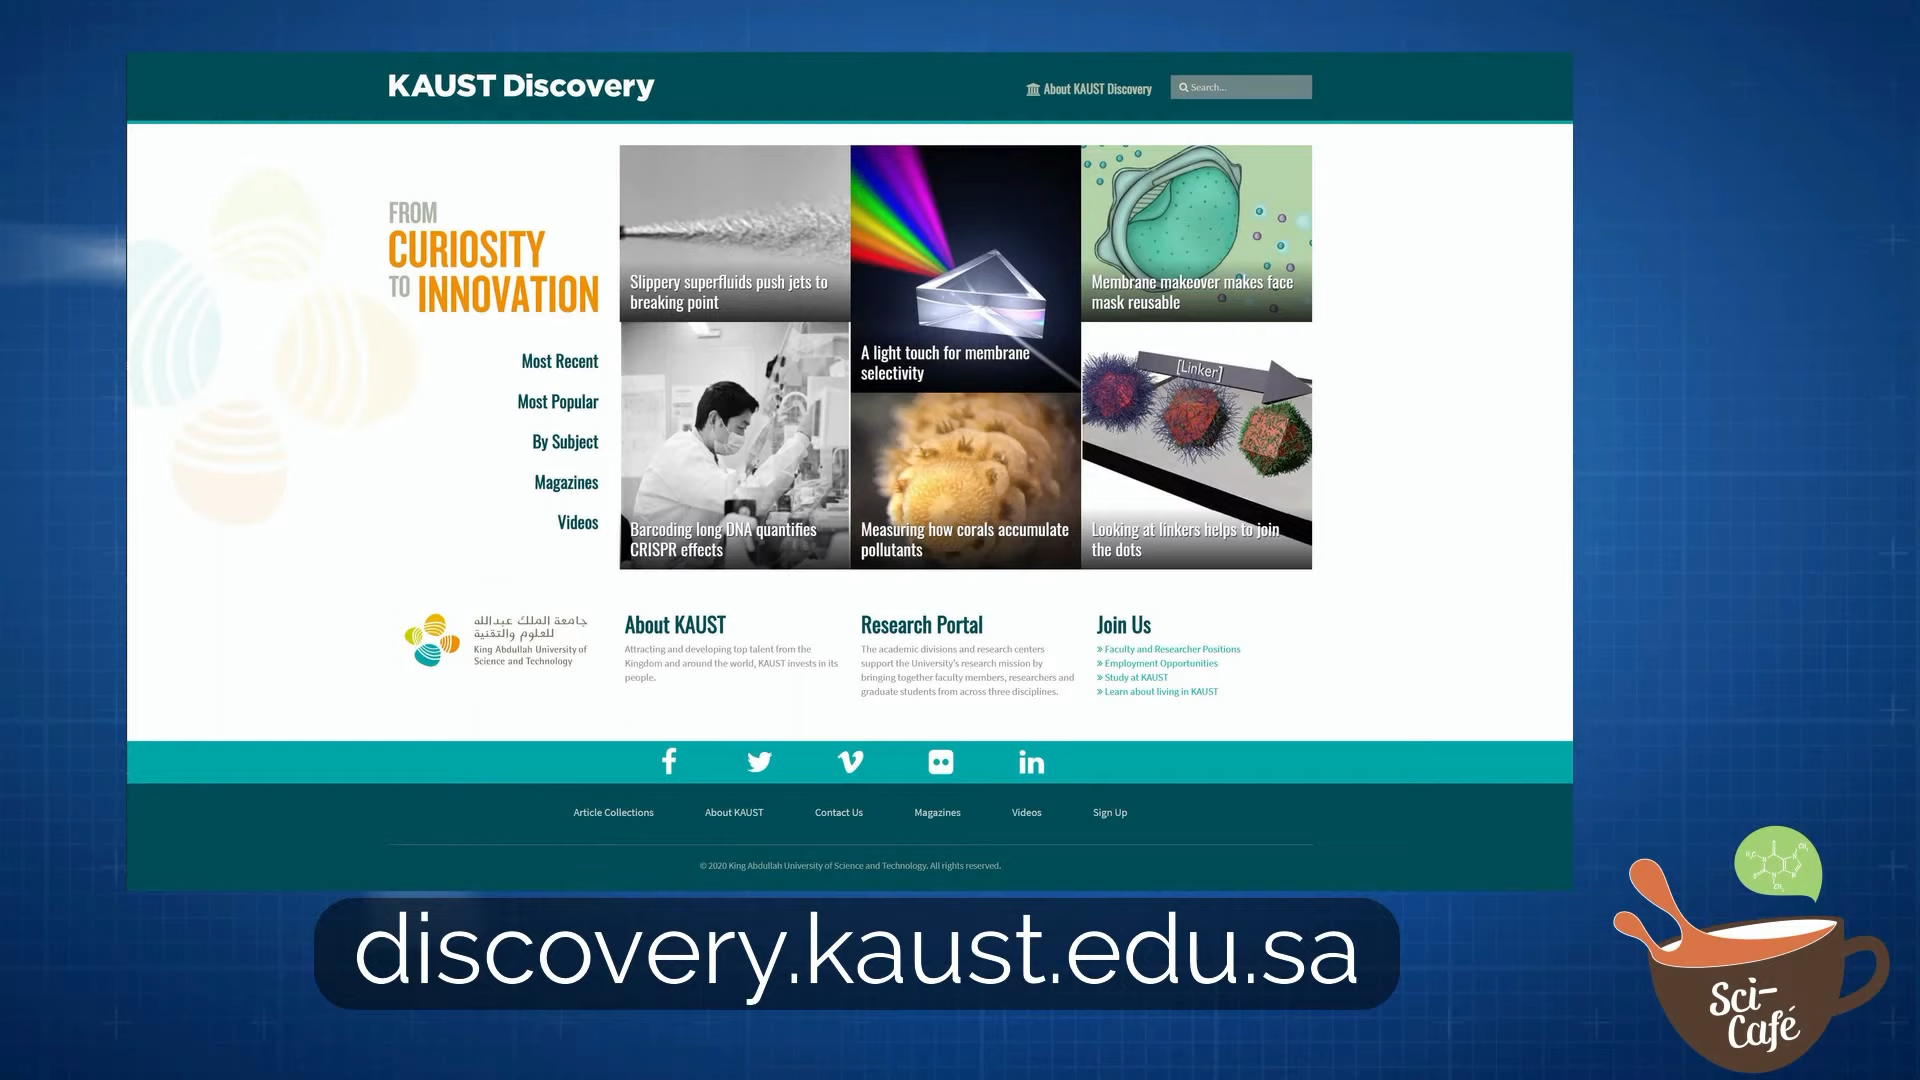 KAUST Discovery
About KAUST Discovery
Search...
FROM
CURIOSITY
TO INNOVATION
Most Recent
Most Popular
By Subject
Magazines
Videos
Slippery superfluids push jets to
breaking point
A light touch for membrane
selectivity
Membrane makeover makes face
mask reusable
Barcoding long DNA quantifies
CRISPR effects
Measuring how corals accumulate
pollutants
[Linker]
Looking at linkers helps to join
the dots
جامعة الملك عبدالله
للعلوم والتقنية
King Abdullah University of
Science and Technology
About KAUST
Attracting and developing top talent from the
Kingdom and around the world, KAUST invests in its
people.
Research Portal
The academic divisions and research centers
support the University's research mission by
bringing together faculty members, researchers and
graduate students from across three disciplines.
Join Us
» Faculty and Researcher Positions
» Employment Opportunities
» Study at KAUST
» Learn about living in KAUST
Article Collections
About KAUST
Contact Us
Magazines
Videos
Sign Up
© 2020 King Abdullah University of Science and Technology. All rights reserved.
discovery.kaust.edu.sa
Sci-
Café